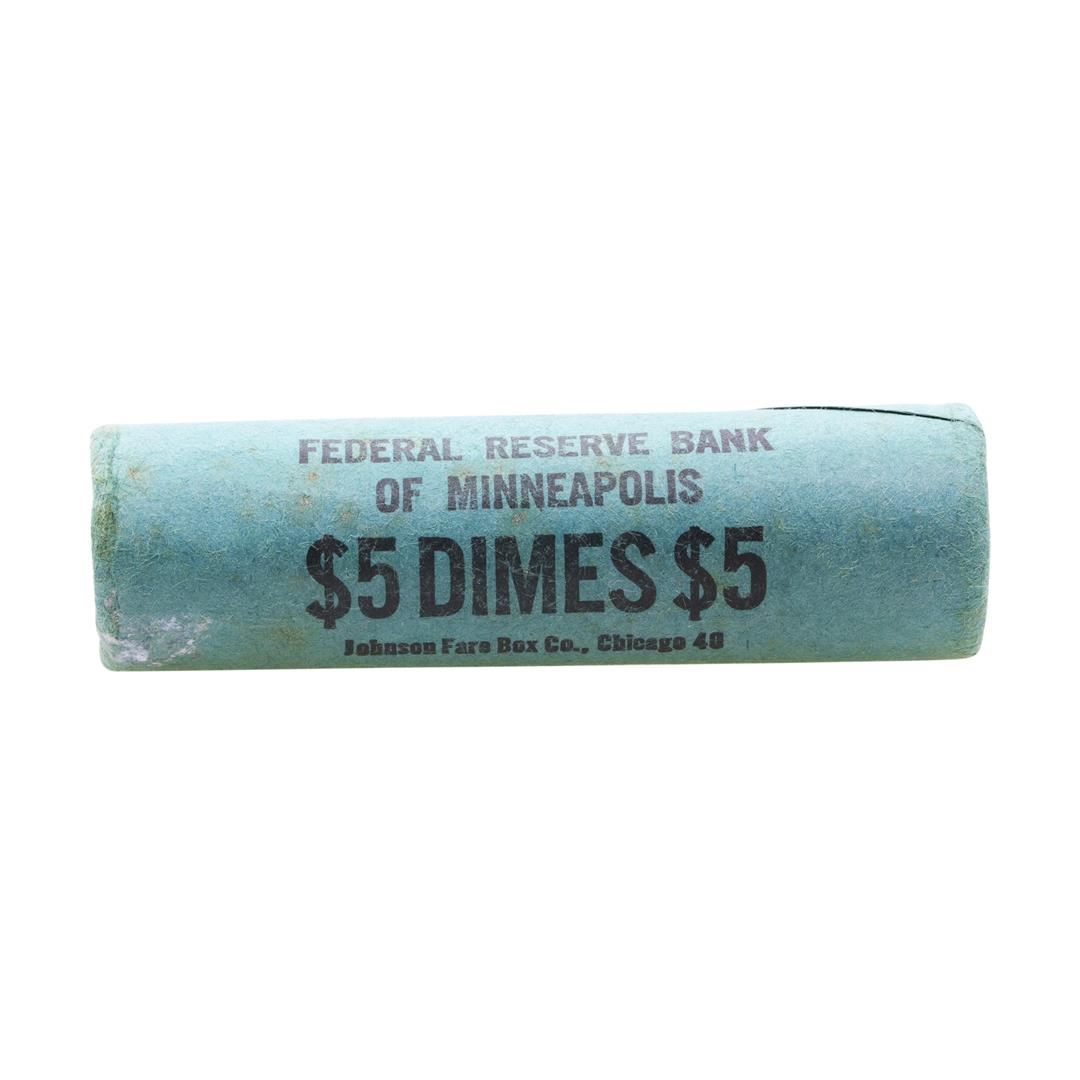 FEDERAL RESERVE BANK
OF MINNEAPOLIS
$5 DIMES $5
Johnson Fare Box Co., Chicago 40